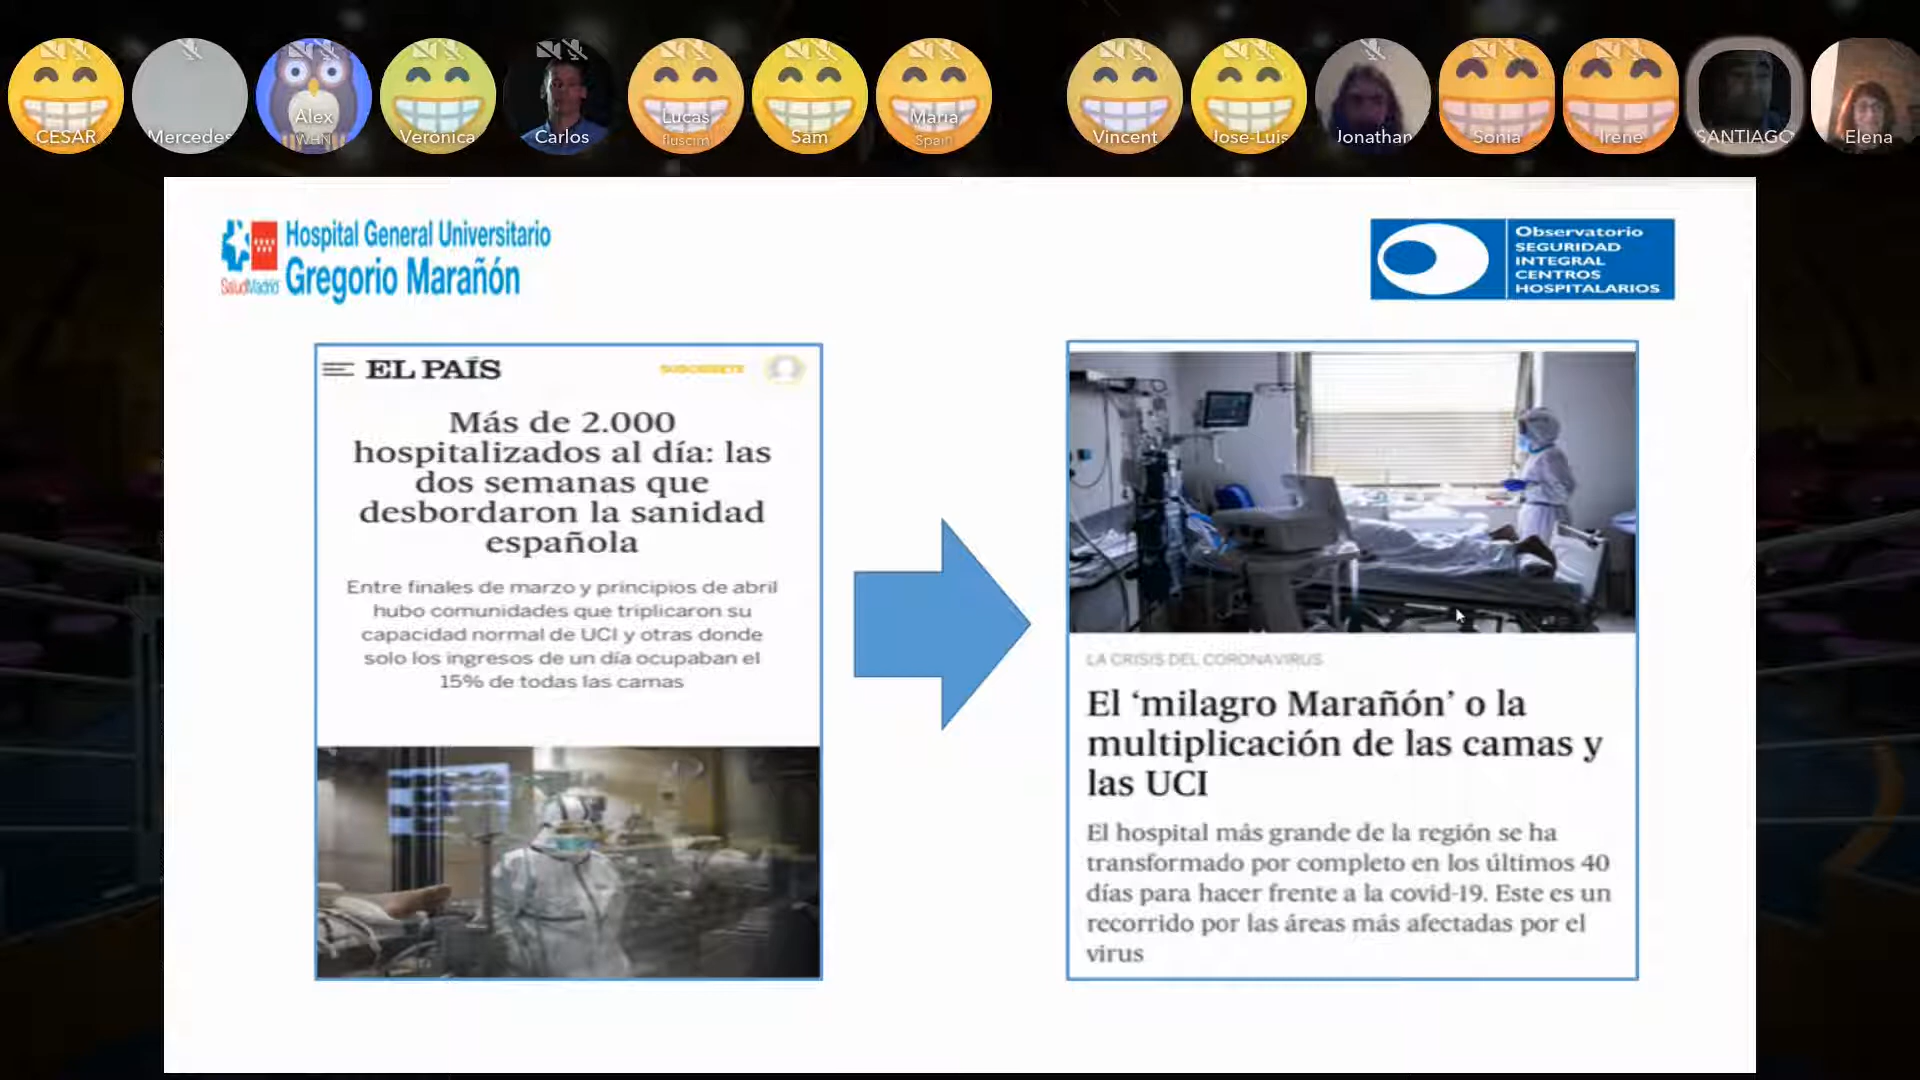 CESAR
Mercedes
Alex
WeN
Verónica
Carlos
Lucas
fluscim
Sam
Maria
Spain
Vincent
Jose-Luis
Jonathan
Sonia
Irene
SANTIAGO
Elena
Hospital General Universitario
Gregorio Marañón
SaludMadrid
Observatorio
SEGURIDAD
INTEGRAL
CENTROS
HOSPITALARIOS
EL PAÍS
SUSCRÍBETE
Más de 2.000
hospitalizados al día: las
dos semanas que
desbordaron la sanidad
española
Entre finales de marzo y principios de abril
hubo comunidades que triplicaron su
capacidad normal de UCI y otras donde
solo los ingresos de un día ocupaban el
15% de todas las camas
LA CRISIS DEL CORONAVIRUS
El ‘milagro Marañón’ o la
multiplicación de las camas y
las UCI
El hospital más grande de la región se ha
transformado por completo en los últimos 40
días para hacer frente a la covid-19. Este es un
recorrido por las áreas más afectadas por el
virus